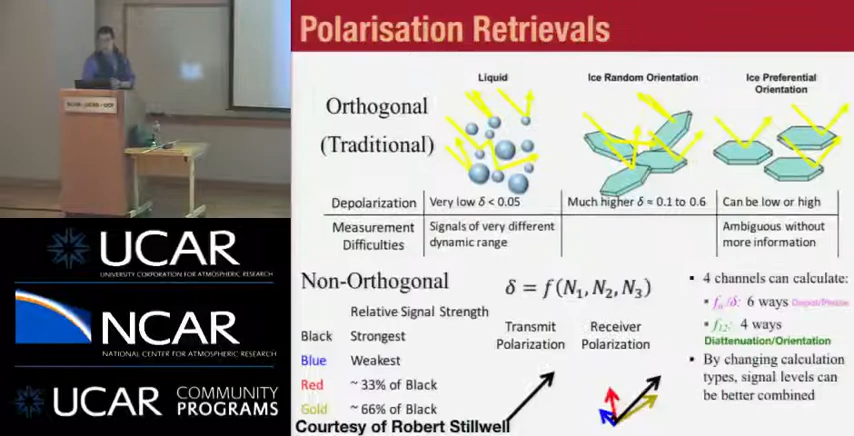 Polarisation Retrievals
Liquid
Ice Random Orientation
Ice Preferential
Orientation
Orthogonal
(Traditional)
Depolarization
Very low δ < 0.05
Much higher δ ≈ 0.1 to 0.6
Can be low or high
Measurement
Difficulties
Signals of very different
dynamic range
Ambiguous without
more information
Non-Orthogonal
δ = f(N₁, N₂, N₃)
Relative Signal Strength
Black Strongest
Blue Weakest
Red ~ 33% of Black
Gold ~ 66% of Black
Transmit
Polarization
Receiver
Polarization
▪ 4 channels can calculate:
6 ways
▪ f₁₂: 4 ways
Diattenuation/Orientation
▪ By changing calculation
types, signal levels can
be better combined
Courtesy of Robert Stillwell
UCAR
UNIVERSITY CORPORATION FOR ATMOSPHERIC RESEARCH
NCAR
NATIONAL CENTER FOR ATMOSPHERIC RESEARCH
UCAR COMMUNITY
PROGRAMS